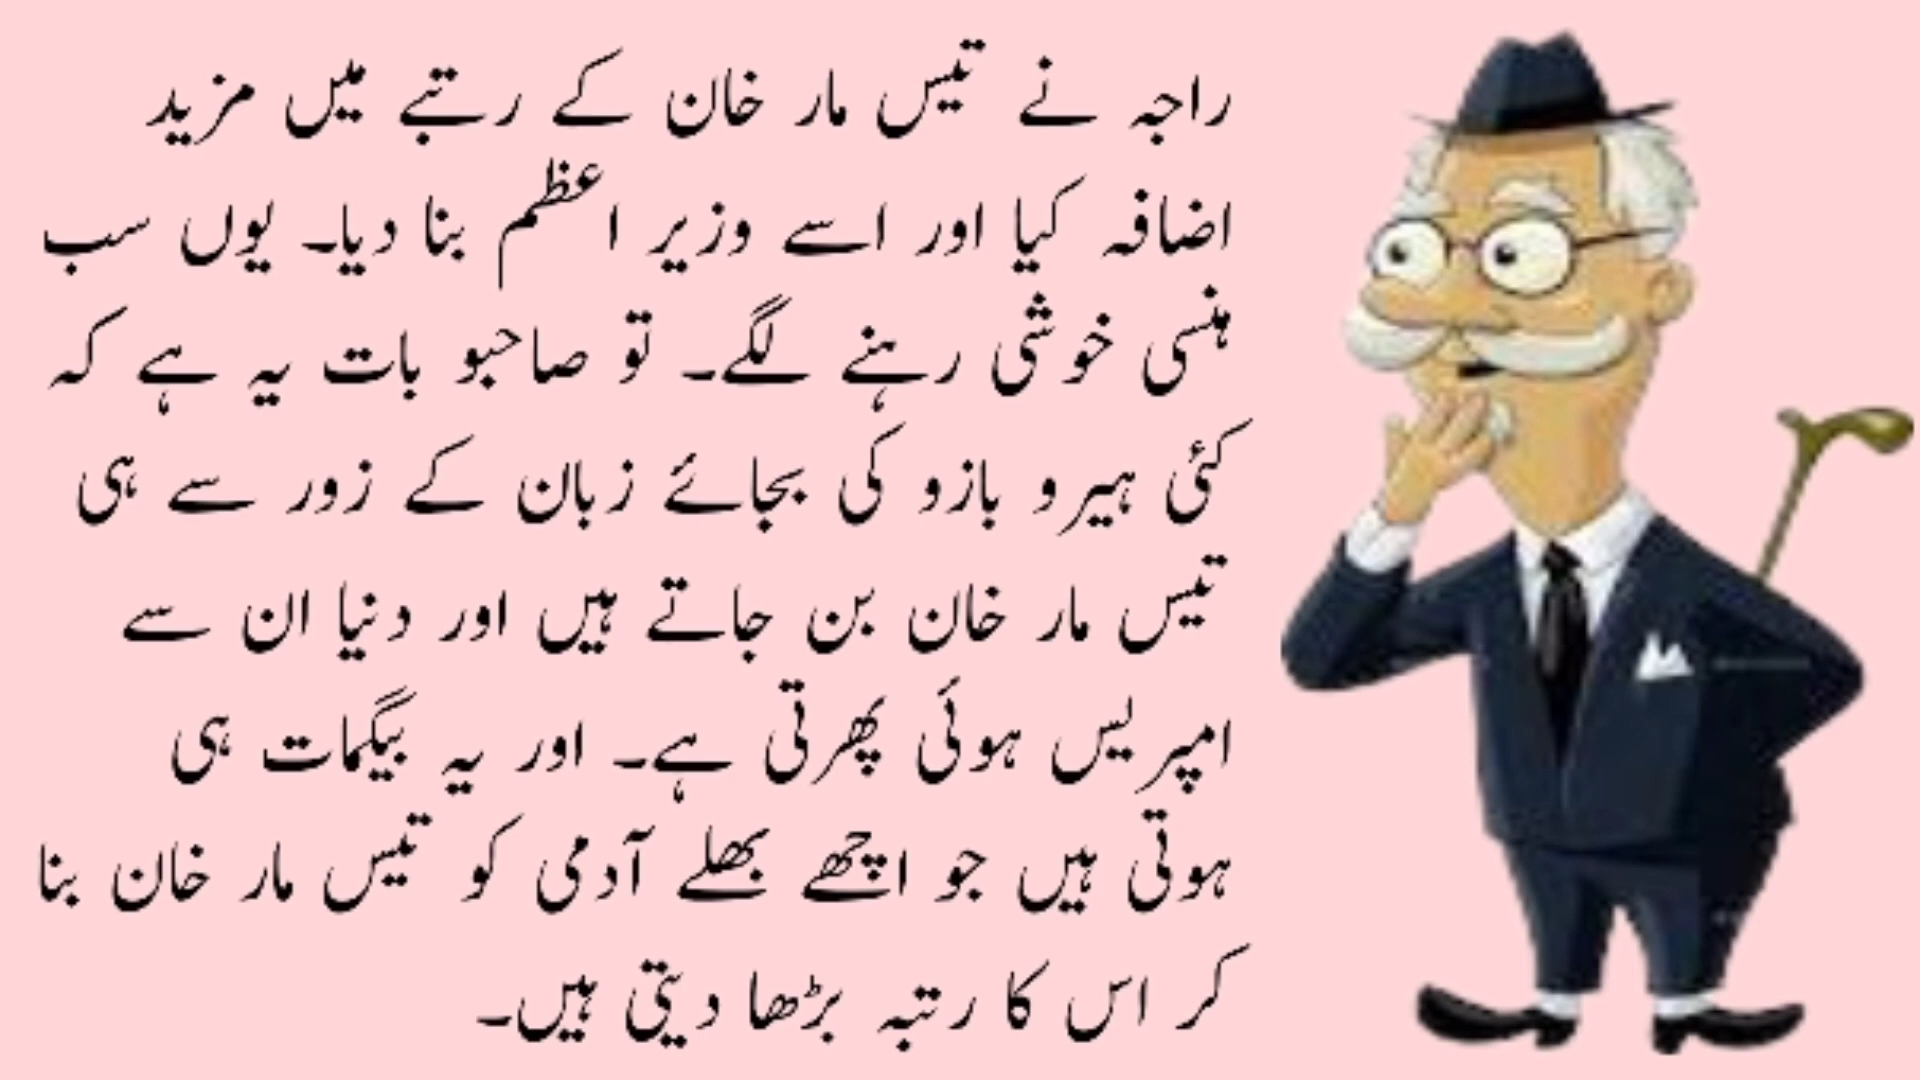 راجہ نے تیس مار خان کے رتبے میں مزید
اضافہ کیا اور اسے وزیر اعظم بنا دیا۔ یوں سب
ہنسی خوشی رہنے لگے۔ تو صاحبو بات یہ ہے کہ
کئی ہیرو بازو کی بجائے زبان کے زور سے ہی
تیس مار خان بن جاتے ہیں اور دنیا ان سے
امپریس ہوئی پھرتی ہے۔ اور یہ بیگمات ہی
ہوتی ہیں جو اچھے بھلے آدمی کو تیس مار خان بنا
کر اس کا رتبہ بڑھا دیتی ہیں۔